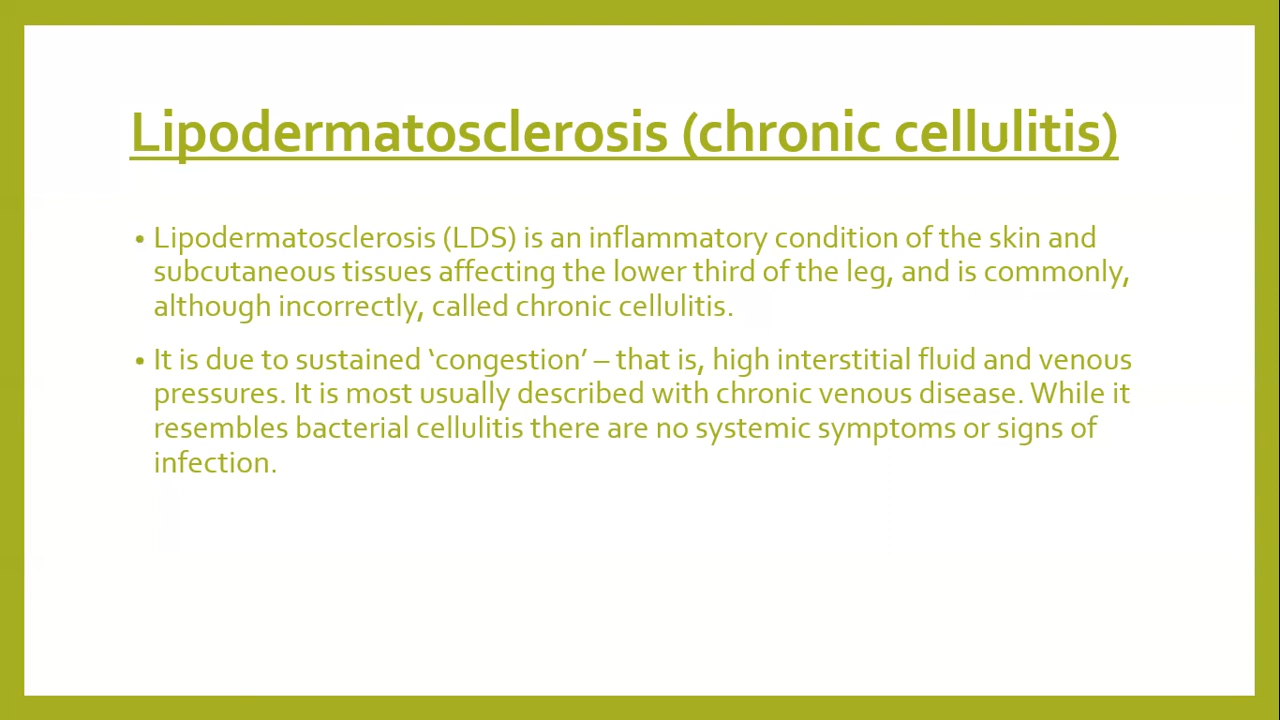 Lipodermatosclerosis (chronic cellulitis)
• Lipodermatosclerosis (LDS) is an inflammatory condition of the skin and
subcutaneous tissues affecting the lower third of the leg, and is commonly,
although incorrectly, called chronic cellulitis.
• It is due to sustained ‘congestion’ – that is, high interstitial fluid and venous
pressures. It is most usually described with chronic venous disease. While it
resembles bacterial cellulitis there are no systemic symptoms or signs of
infection.